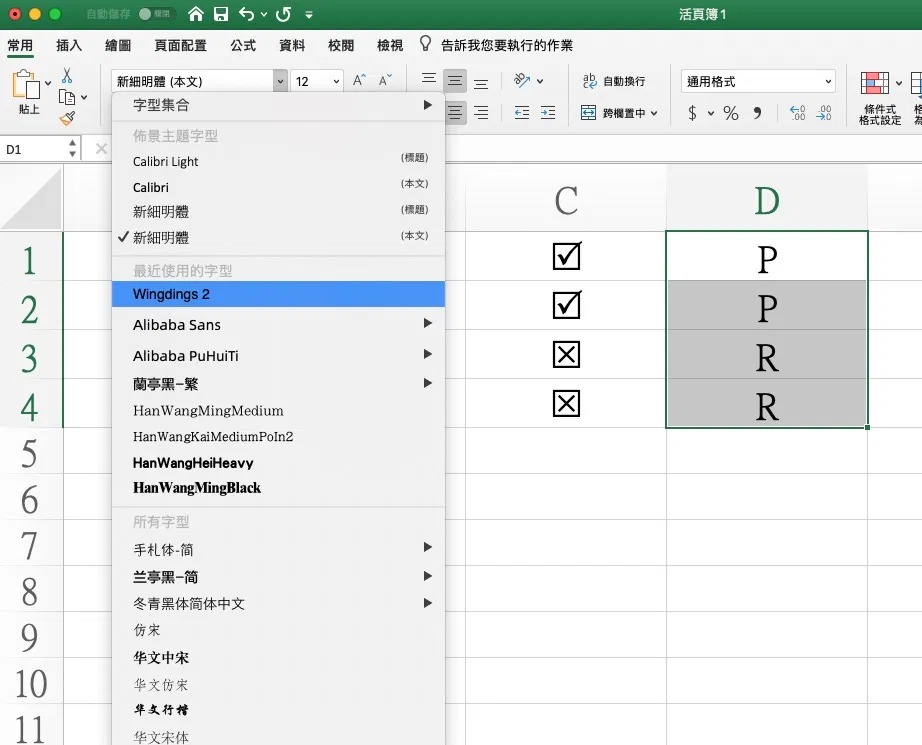 自動儲存 關閉 活頁簿1
常用 插入 繪圖 頁面配置 公式 資料 校閱 檢視 告訴我您要執行的作業
貼上 新細明體 (本文) 12 A A ab c 自動換行 通用格式
跨欄置中 $ % 條件式
格式設定
D1
字型集合
佈景主題字型
Calibri Light (標題)
Calibri (本文)
新細明體 (標題)
✓新細明體 (本文)
最近使用的字型
Wingdings 2
Alibaba Sans
Alibaba PuHuiTi
蘭亭黑-繁
HanWangMingMedium
HanWangKaiMediumPoIn2
HanWangHeiHeavy
HanWangMingBlack
所有字型
手札体-简
兰亭黑-简
冬青黑体简体中文
仿宋
华文中宋
华文仿宋
华文行楷
华文宋体
C D
1 ☑ P
2 ☑ P
3 ☒ R
4 ☒ R
5
6
7
8
9
10
11